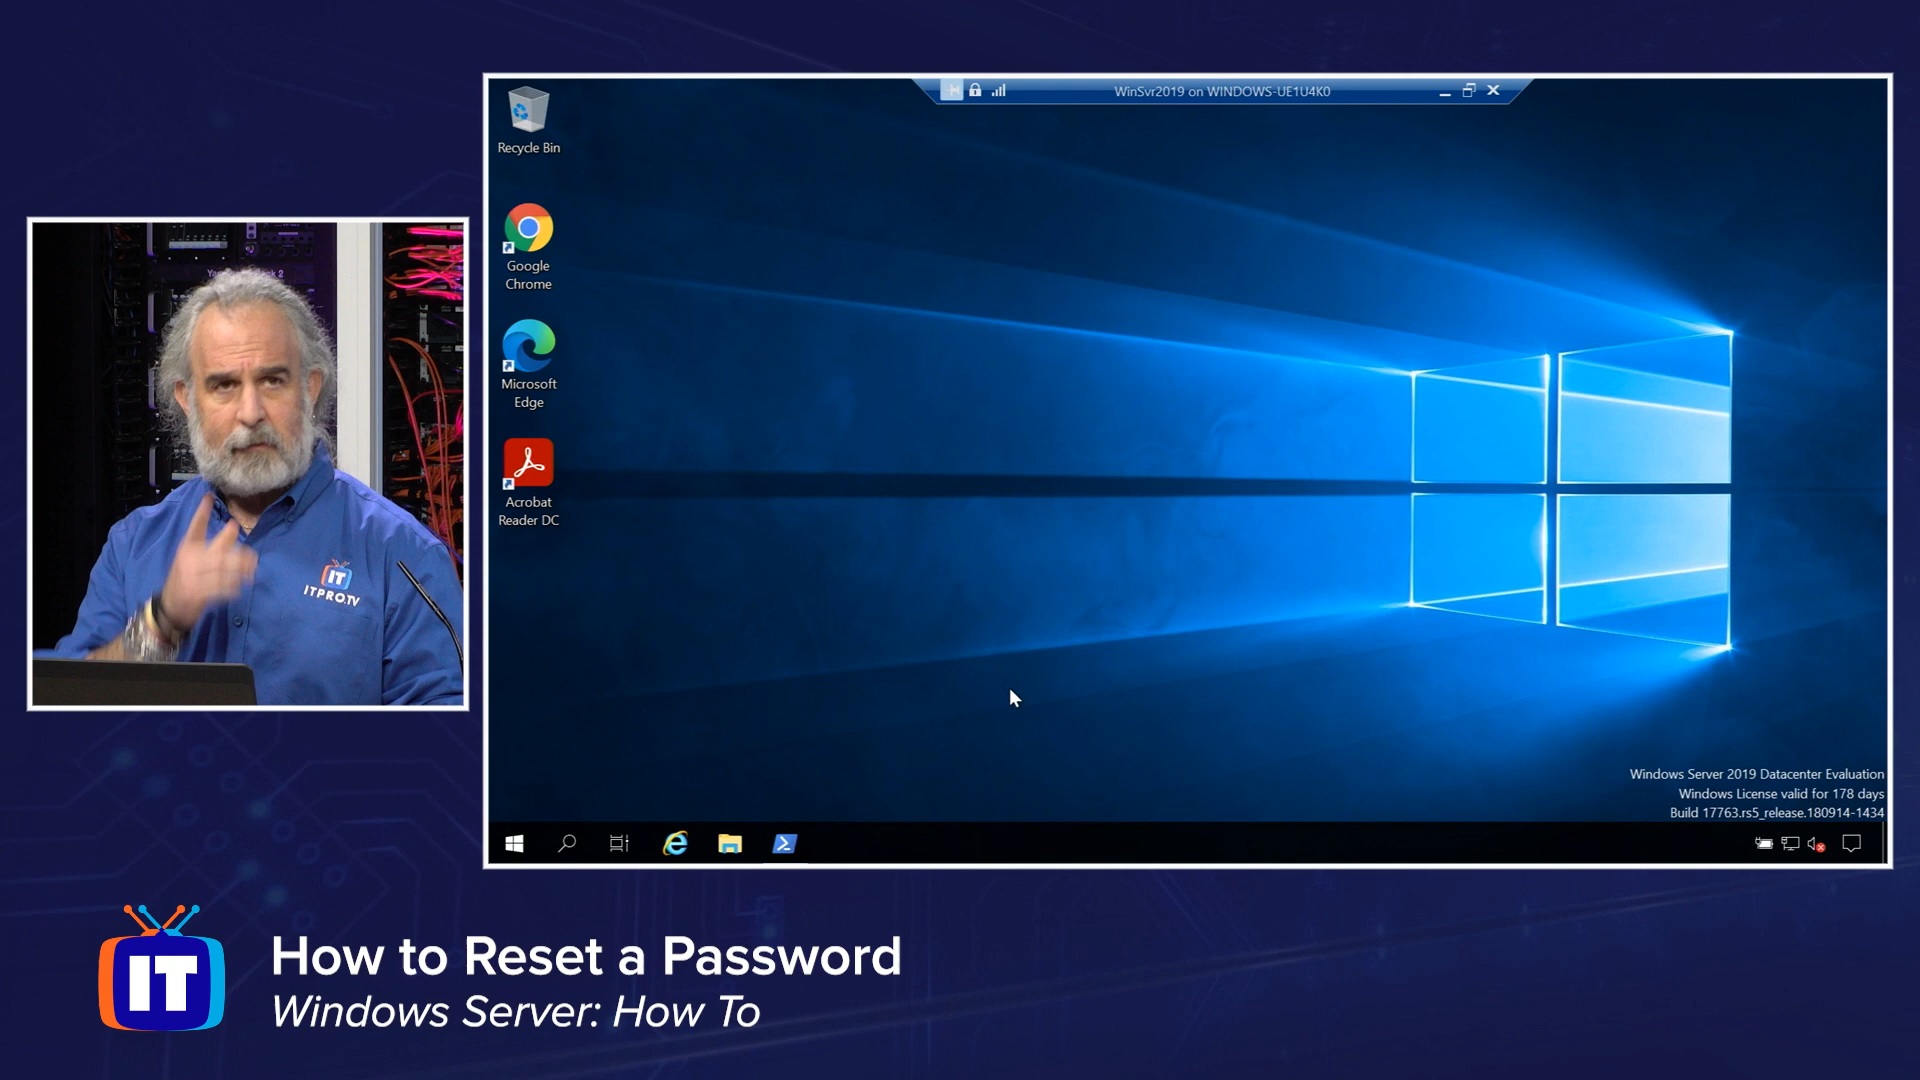 WinSvr2019 on WINDOWS-UE1U4K0
Recycle Bin
Google
Chrome
Microsoft
Edge
Acrobat
Reader DC
IT
ITPRO.TV
Windows Server 2019 Datacenter Evaluation
Windows License valid for 178 days
Build 17763.rs5_release.180914-1434
IT
How to Reset a Password
Windows Server: How To